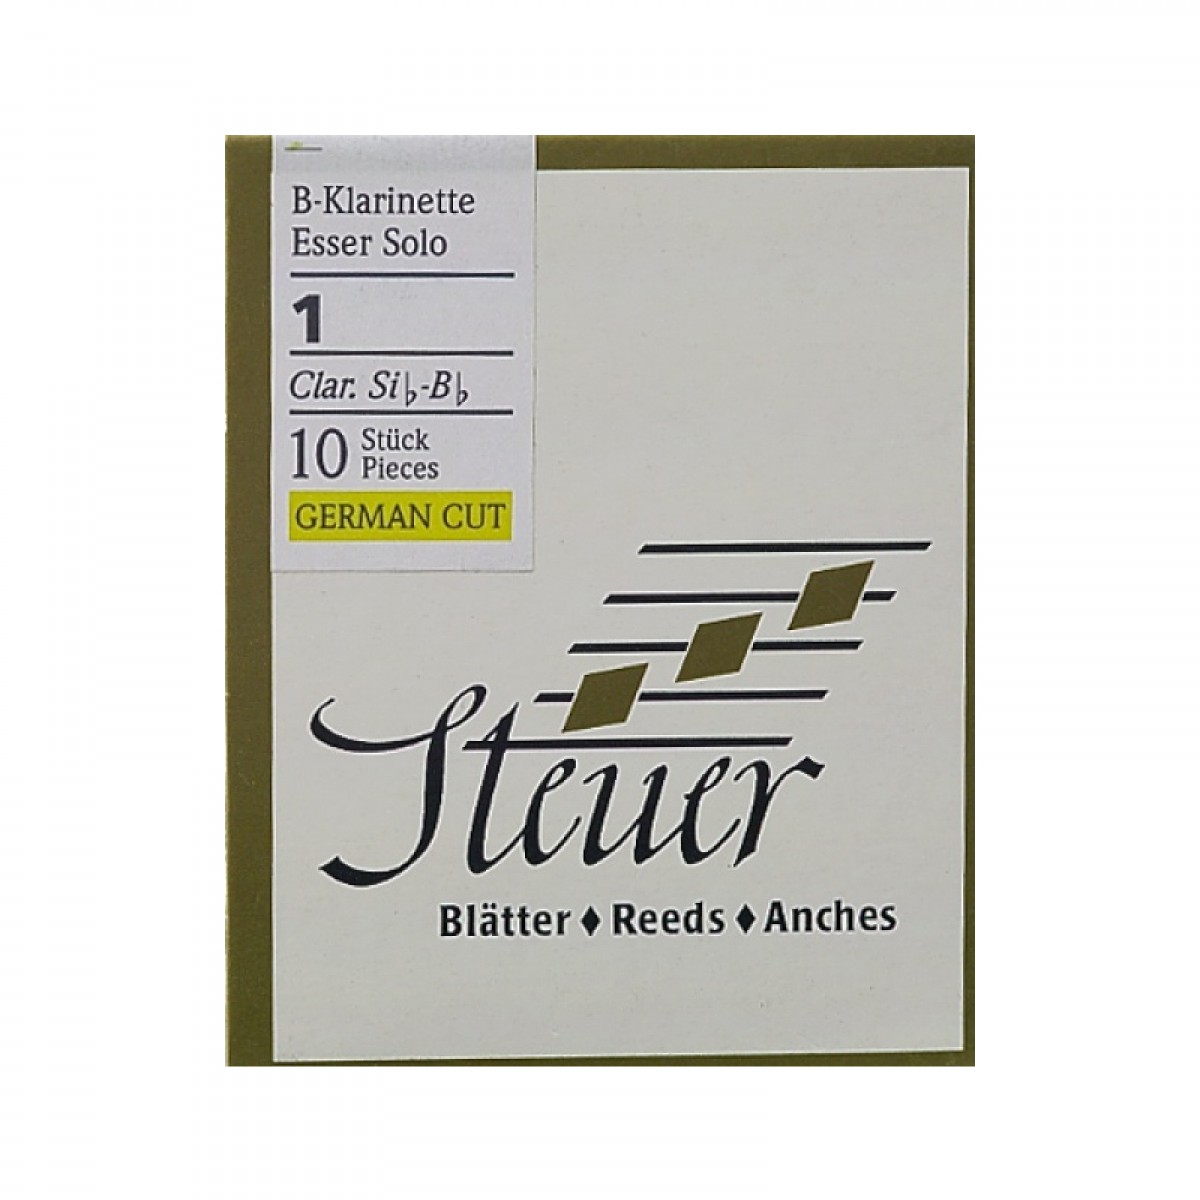 B-Klarinette
Esser Solo
1
Clar. Si♭-B♭
10 Stück
Pieces
GERMAN CUT
Steuer
Blätter ♦ Reeds ♦ Anches